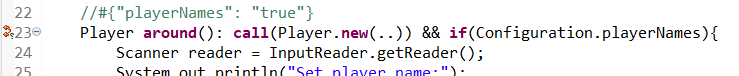 22 //#{"playerNames": "true"}
23 Player around(): call(Player.new(..)) && if(Configuration.playerNames){
24 Scanner reader = InputReader.getReader();
25 System.out.println("Set player name:");